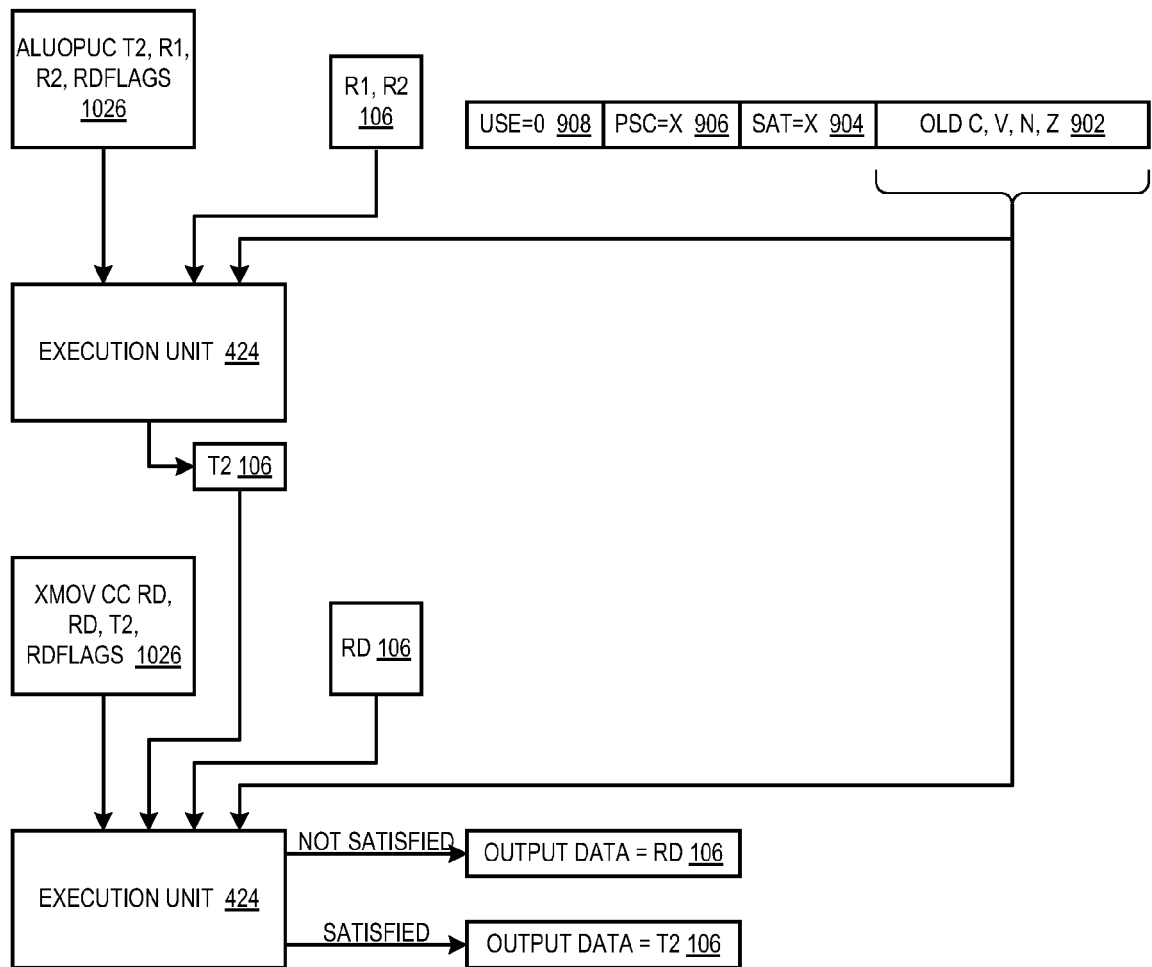 ALUOPUC T2, R1,
R2, RDFLAGS
1026
R1, R2
106
USE=0 908
PSC=X 906
SAT=X 904
OLD C, V, N, Z 902
EXECUTION UNIT 424
T2 106
XMOV CC RD,
RD, T2,
RDFLAGS 1026
RD 106
EXECUTION UNIT 424
NOT SATISFIED
OUTPUT DATA = RD 106
SATISFIED
OUTPUT DATA = T2 106